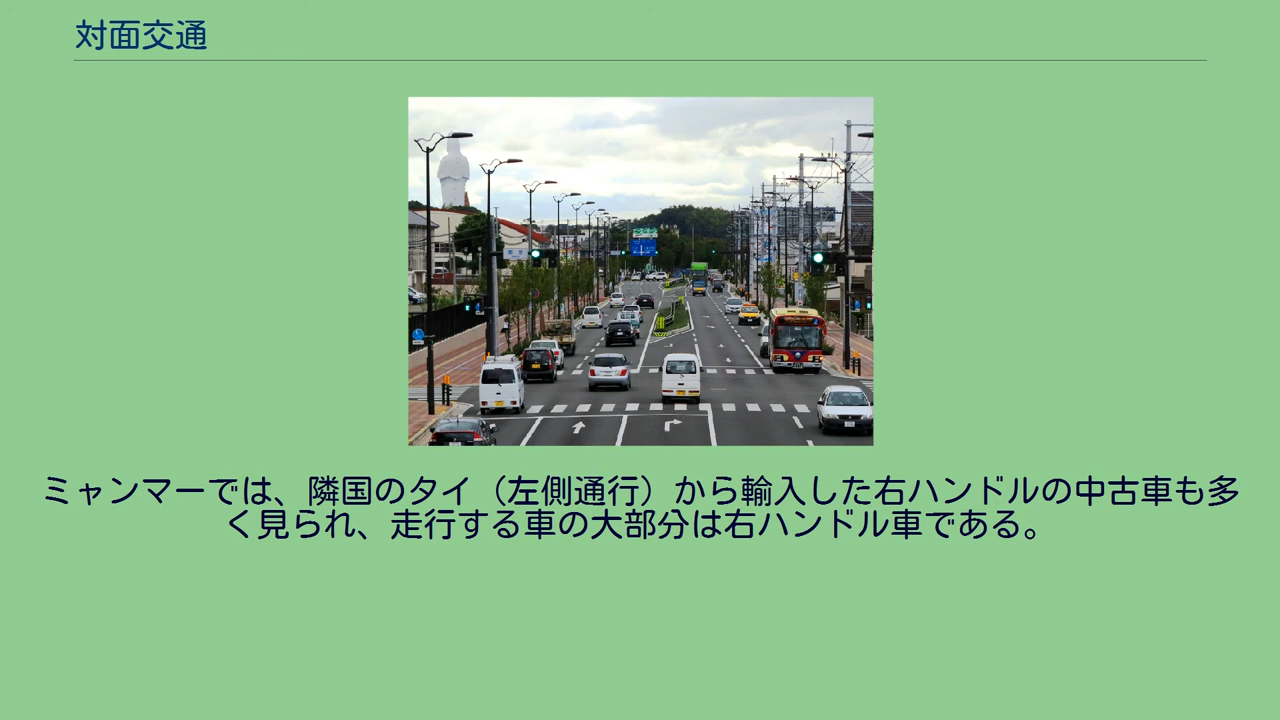 対面交通
ミャンマーでは、隣国のタイ（左側通行）から輸入した右ハンドルの中古車も多
く見られ、走行する車の大部分は右ハンドル車である。